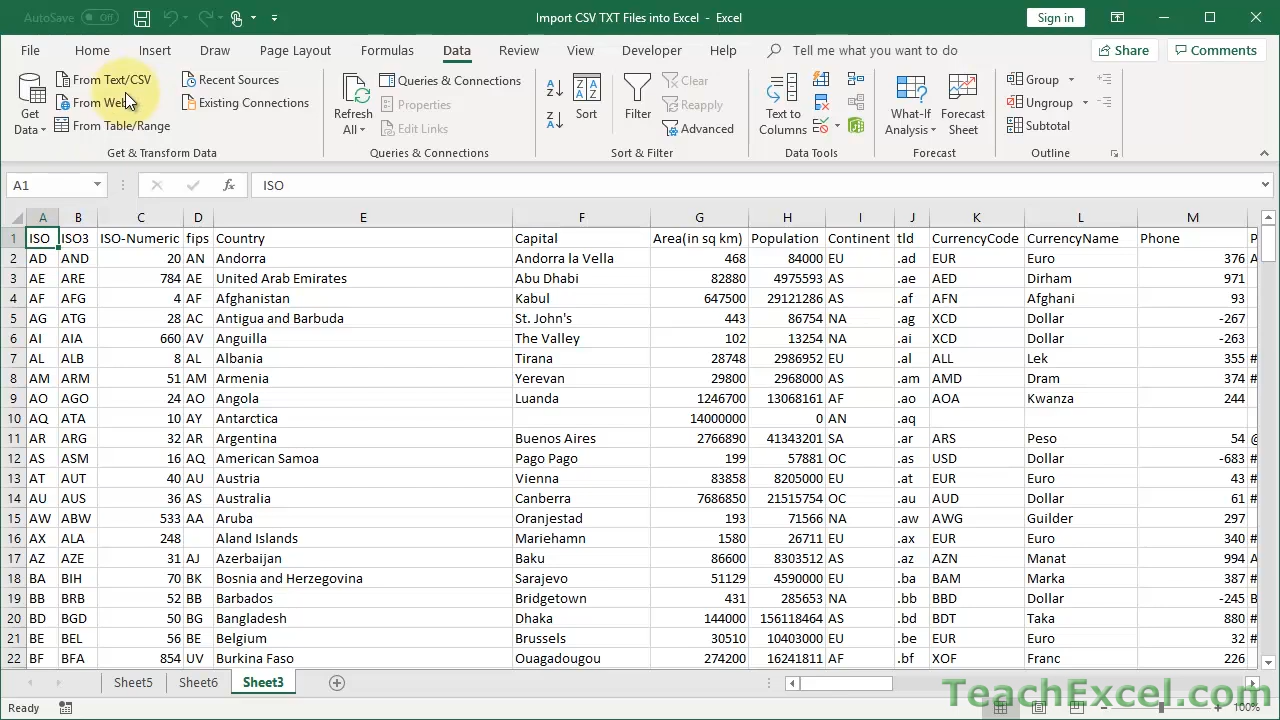 AutoSave Off Import CSV TXT Files into Excel - Excel Sign in
File Home Insert Draw Page Layout Formulas Data Review View Developer Help Tell me what you want to do Share Comments
Get Data
From Text/CSV
From Web
From Table/Range
Recent Sources
Existing Connections
Get & Transform Data
Refresh All
Queries & Connections
Properties
Edit Links
Queries & Connections
Sort
Filter
Clear
Reapply
Advanced
Sort & Filter
Text to Columns
Data Tools
What-If Analysis
Forecast Sheet
Forecast
Group
Ungroup
Subtotal
Outline
A1 fx ISO
A B C D E F G H I J K L M
1 ISO ISO3 ISO-Numeric fips Country Capital Area(in sq km) Population Continent tld CurrencyCode CurrencyName Phone P
2 AD AND 20 AN Andorra Andorra la Vella 468 84000 EU .ad EUR Euro 376 A
3 AE ARE 784 AE United Arab Emirates Abu Dhabi 82880 4975593 AS .ae AED Dirham 971
4 AF AFG 4 AF Afghanistan Kabul 647500 29121286 AS .af AFN Afghani 93
5 AG ATG 28 AC Antigua and Barbuda St. John's 443 86754 NA .ag XCD Dollar -267
6 AI AIA 660 AV Anguilla The Valley 102 13254 NA .ai XCD Dollar -263
7 AL ALB 8 AL Albania Tirana 28748 2986952 EU .al ALL Lek 355 #
8 AM ARM 51 AM Armenia Yerevan 29800 2968000 AS .am AMD Dram 374 #
9 AO AGO 24 AO Angola Luanda 1246700 13068161 AF .ao AOA Kwanza 244
10 AQ ATA 10 AY Antarctica 14000000 0 AN .aq
11 AR ARG 32 AR Argentina Buenos Aires 2766890 41343201 SA .ar ARS Peso 54 @
12 AS ASM 16 AQ American Samoa Pago Pago 199 57881 OC .as USD Dollar -683 #
13 AT AUT 40 AU Austria Vienna 83858 8205000 EU .at EUR Euro 43 #
14 AU AUS 36 AS Australia Canberra 7686850 21515754 OC .au AUD Dollar 61 #
15 AW ABW 533 AA Aruba Oranjestad 193 71566 NA .aw AWG Guilder 297
16 AX ALA 248 Aland Islands Mariehamn 1580 26711 EU .ax EUR Euro 340 #
17 AZ AZE 31 AJ Azerbaijan Baku 86600 8303512 AS .az AZN Manat 994 A
18 BA BIH 70 BK Bosnia and Herzegovina Sarajevo 51129 4590000 EU .ba BAM Marka 387 #
19 BB BRB 52 BB Barbados Bridgetown 431 285653 NA .bb BBD Dollar -245 B
20 BD BGD 50 BG Bangladesh Dhaka 144000 156118464 AS .bd BDT Taka 880 #
21 BE BEL 56 BE Belgium Brussels 30510 10403000 EU .be EUR Euro 32 #
22 BF BFA 854 UV Burkina Faso Ouagadougou 274200 16241811 AF .bf XOF Franc 226
Sheet5 Sheet6 Sheet3
TeachExcel.com
Ready 100%